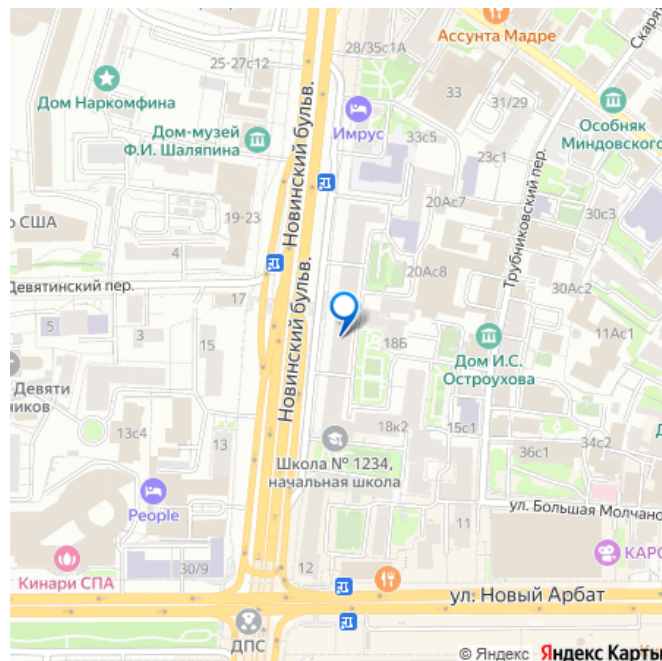 28/35с1А
Ассунта Мадре
Скаря
25-27с12
33
31/29
Дом Наркомфина
Новинский бульв.
Имрус
Особняк
Миндовского
Дом-музей
Ф.И. Шаляпина
33с5
23с1
Трубниковский пер.
20Ас7
30с3
о США
19-23
4
20Ас8
30Ас2
Девятинский пер.
17
Новинский бульв.
5
3
15
18Б
11Ас1
Дом И.С.
Остроухова
Девяти
ников
13с4
13
18к2
15с1
34с2
36с1
Школа № 1234,
начальная школа
People
11
ул. Большая Молчано
КАРО
Кинари СПА
30/9
12
ул. Новый Арбат
ДПС
© Яндекс Яндекс Карты